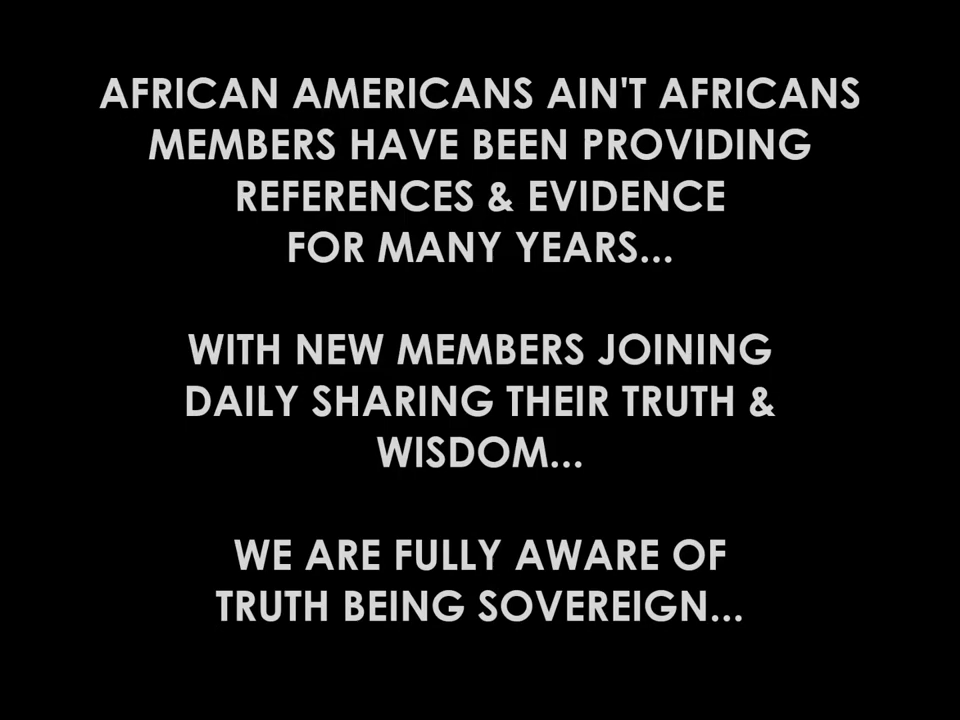 AFRICAN AMERICANS AIN'T AFRICANS
MEMBERS HAVE BEEN PROVIDING
REFERENCES & EVIDENCE
FOR MANY YEARS...
WITH NEW MEMBERS JOINING
DAILY SHARING THEIR TRUTH &
WISDOM...
WE ARE FULLY AWARE OF
TRUTH BEING SOVEREIGN...